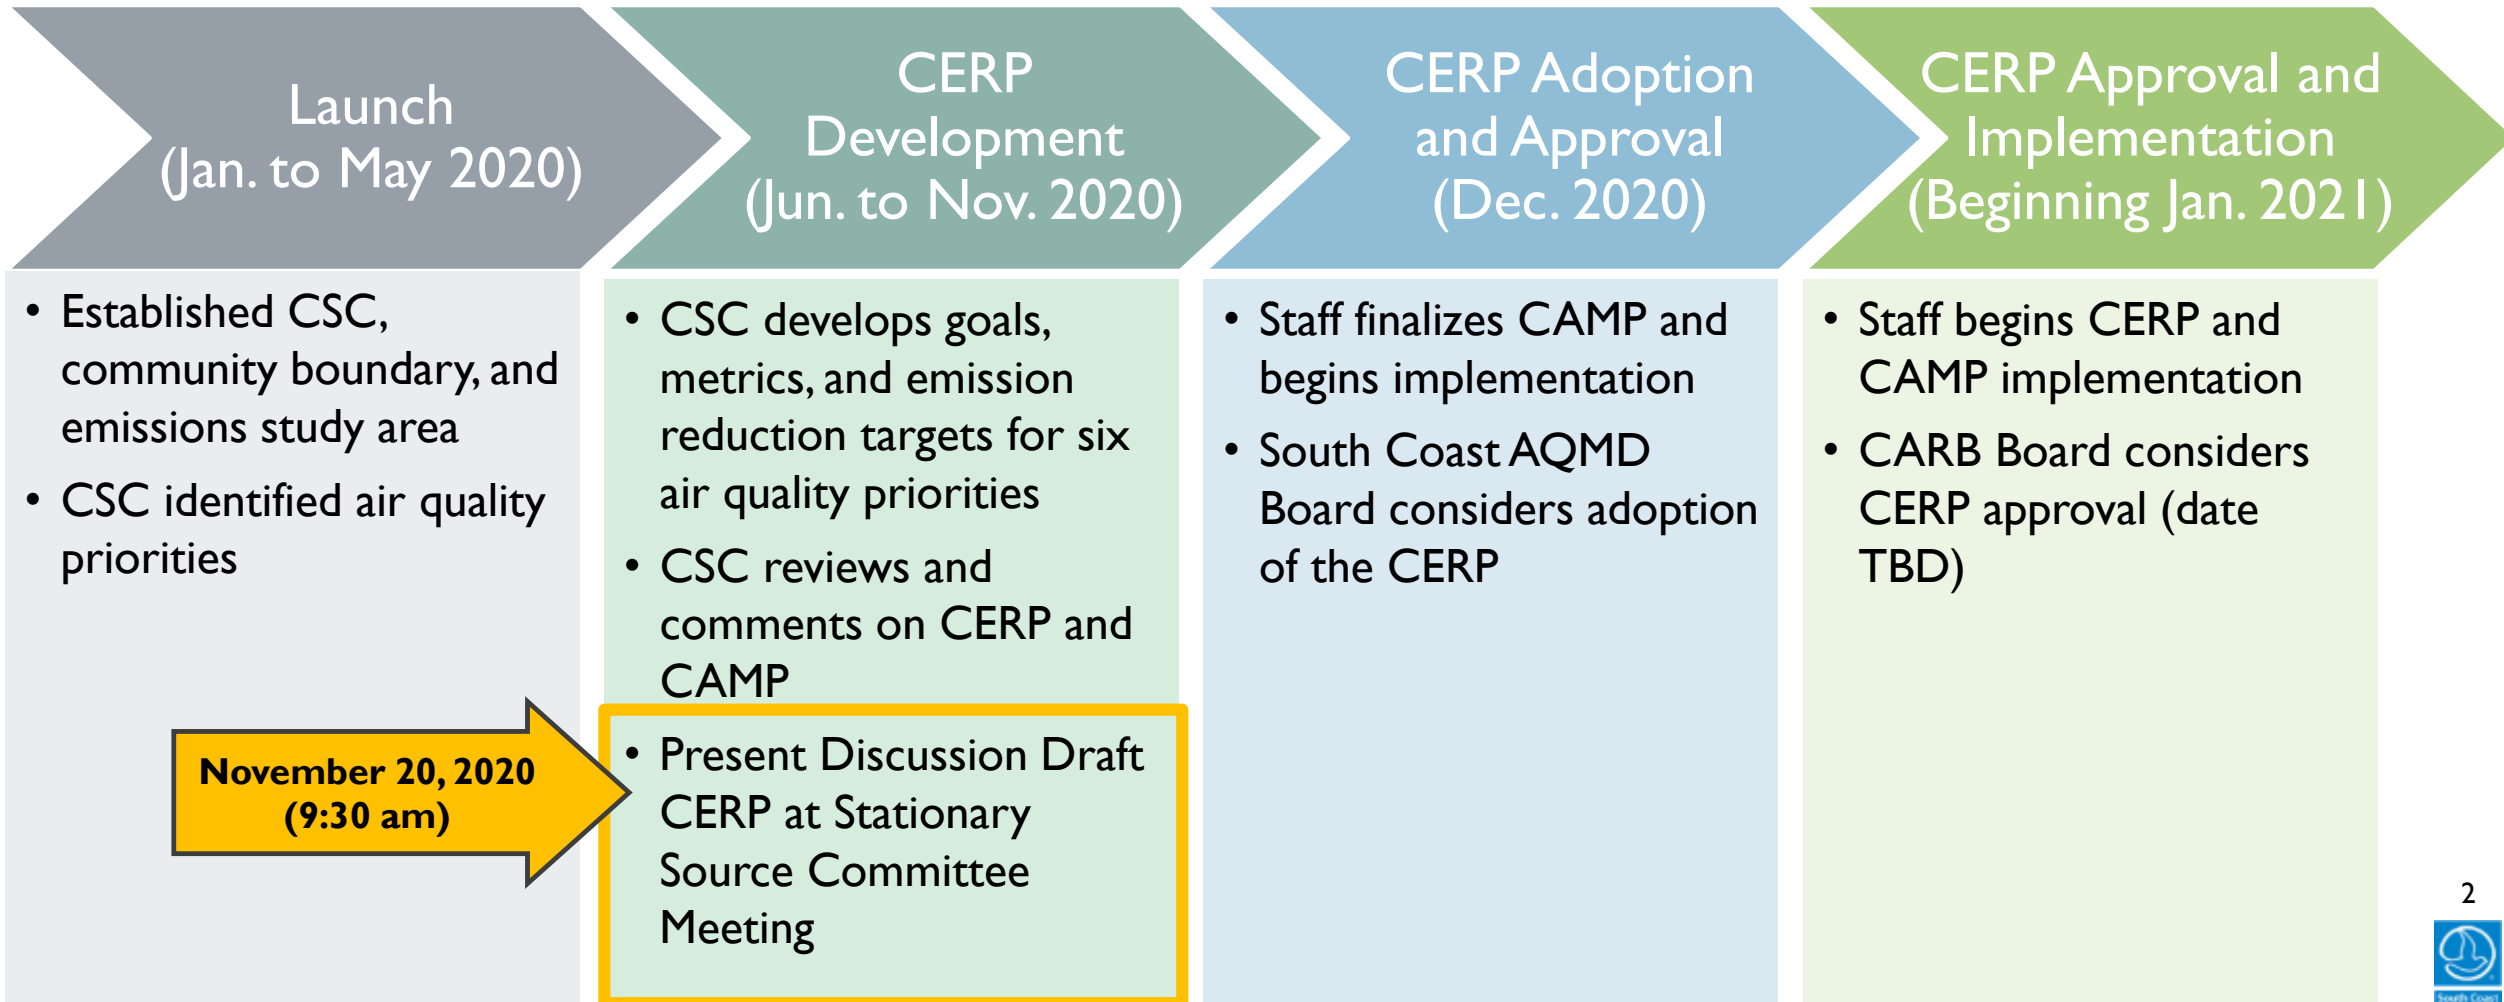 Launch
(Jan. to May 2020)
CERP
Development
(Jun. to Nov. 2020)
CERP Adoption
and Approval
(Dec. 2020)
CERP Approval and
Implementation
(Beginning Jan. 2021)
• Established CSC,
community boundary, and
emissions study area
• CSC identified air quality
priorities
November 20, 2020
(9:30 am)
• CSC develops goals,
metrics, and emission
reduction targets for six
air quality priorities
• CSC reviews and
comments on CERP and
CAMP
• Present Discussion Draft
CERP at Stationary
Source Committee
Meeting
• Staff finalizes CAMP and
begins implementation
• South Coast AQMD
Board considers adoption
of the CERP
• Staff begins CERP and
CAMP implementation
• CARB Board considers
CERP approval (date
TBD)
2
South Coast